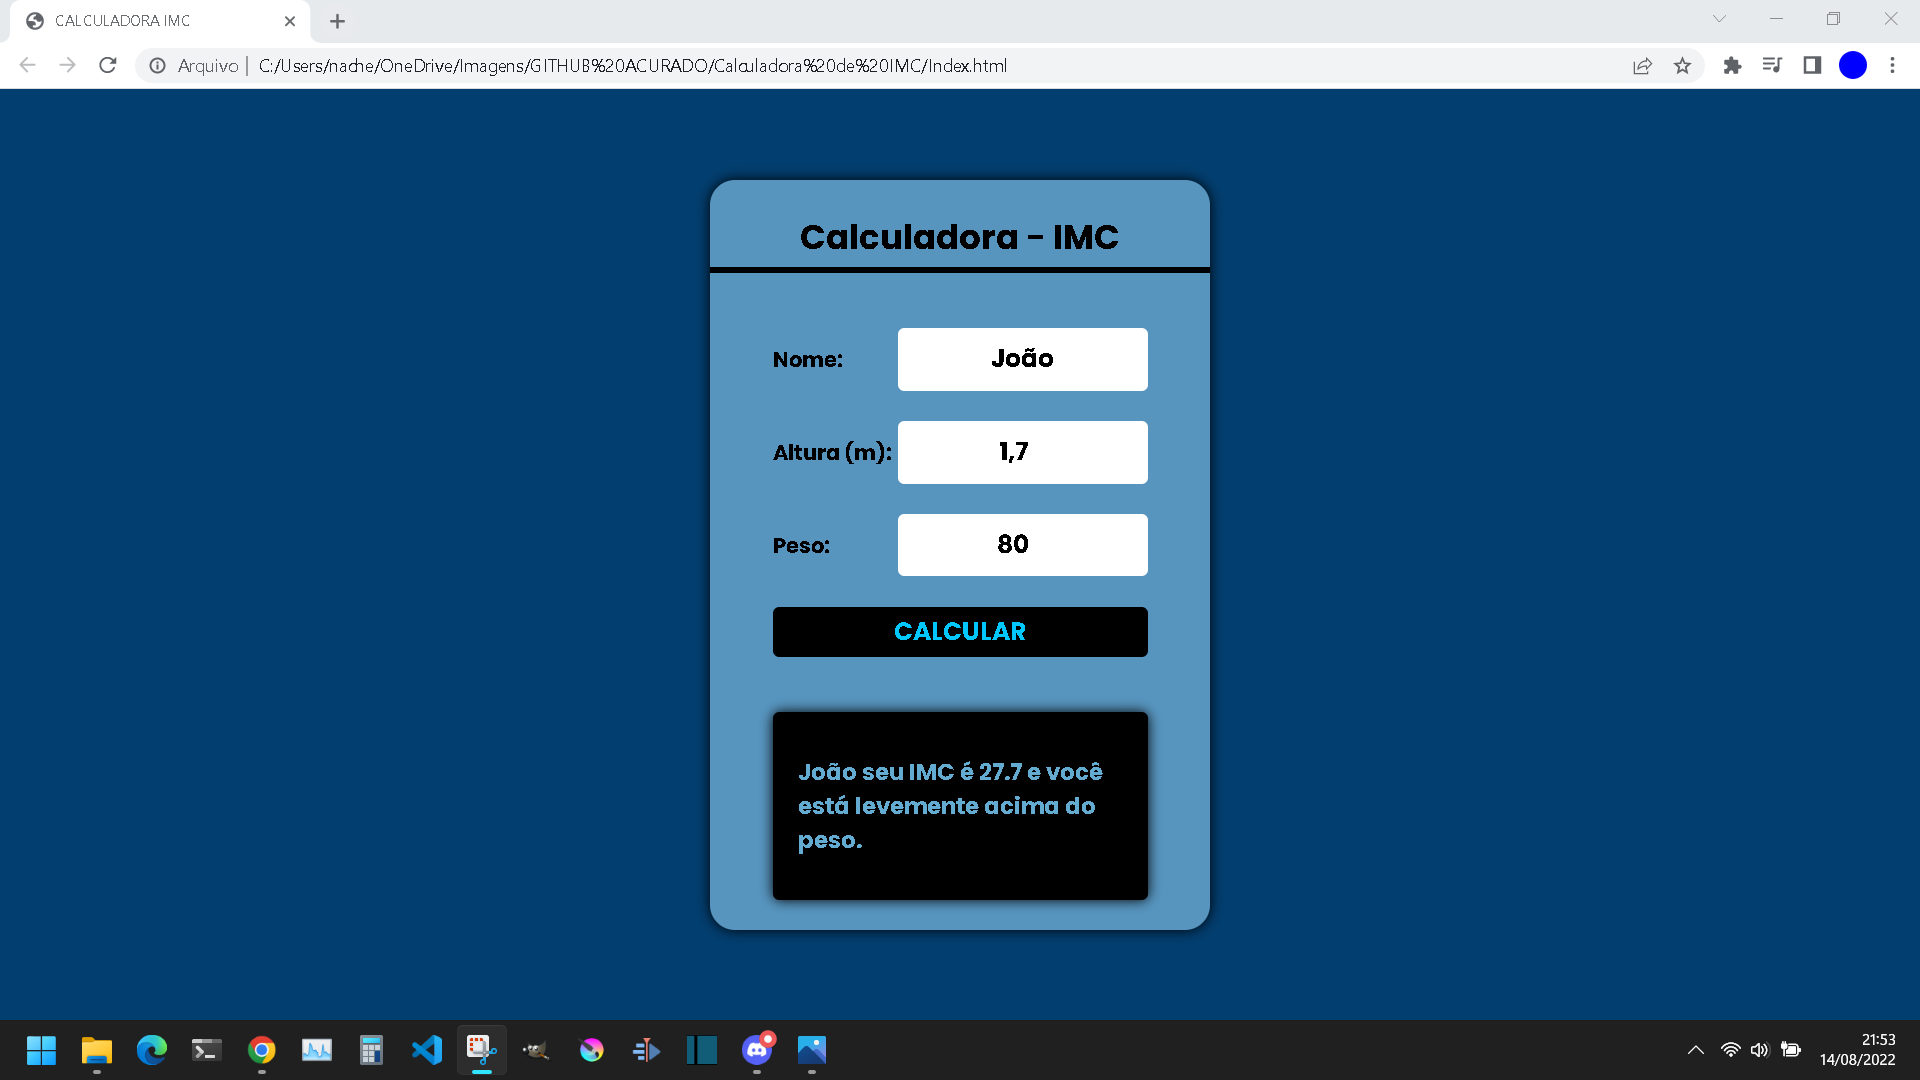 CALCULADORA IMC
Arquivo | C:/Users/nache/OneDrive/Imagens/GITHUB%20ACURADO/Calculadora%20de%20IMC/Index.html
Calculadora - IMC
Nome: João
Altura (m): 1,7
Peso: 80
CALCULAR
João seu IMC é 27.7 e você
está levemente acima do
peso.
21:53
14/08/2022